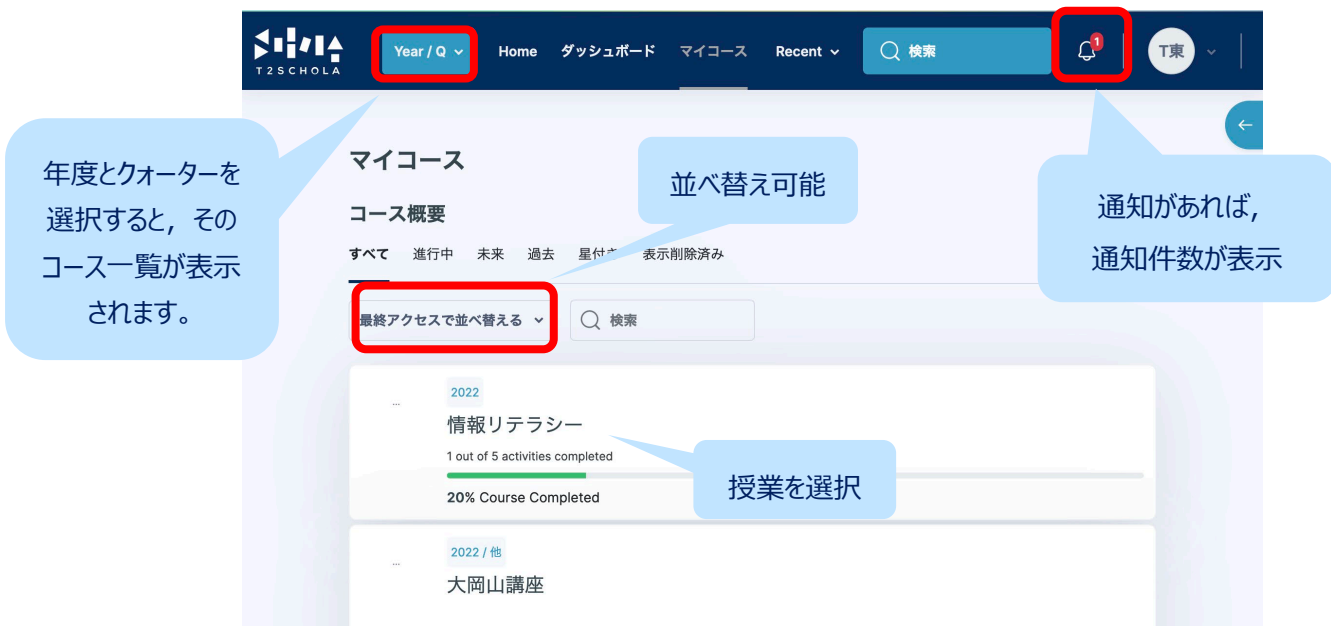 T2SCHOLA
Year / Q
Home
ダッシュボード
マイコース
Recent
検索
1
T東
年度とクォーターを
選択すると，その
コース一覧が表示
されます。
マイコース
並べ替え可能
通知があれば，
通知件数が表示
コース概要
すべて 進行中 未来 過去 星付き 表示削除済み
最終アクセスで並べ替える
検索
...
2022
情報リテラシー
1 out of 5 activities completed
20% Course Completed
授業を選択
...
2022 / 他
大岡山講座